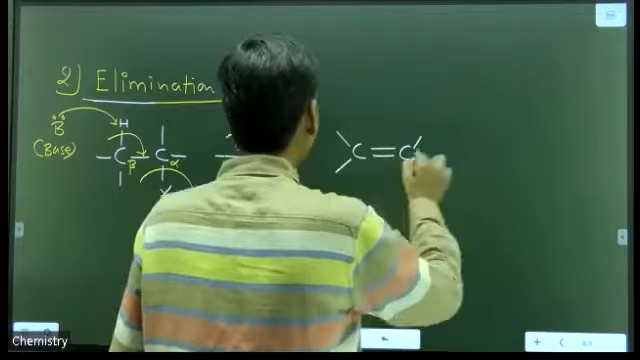 2) Elimination
B̈
H
(Base)
– C – C –
β α
X
C = C
Chemistry